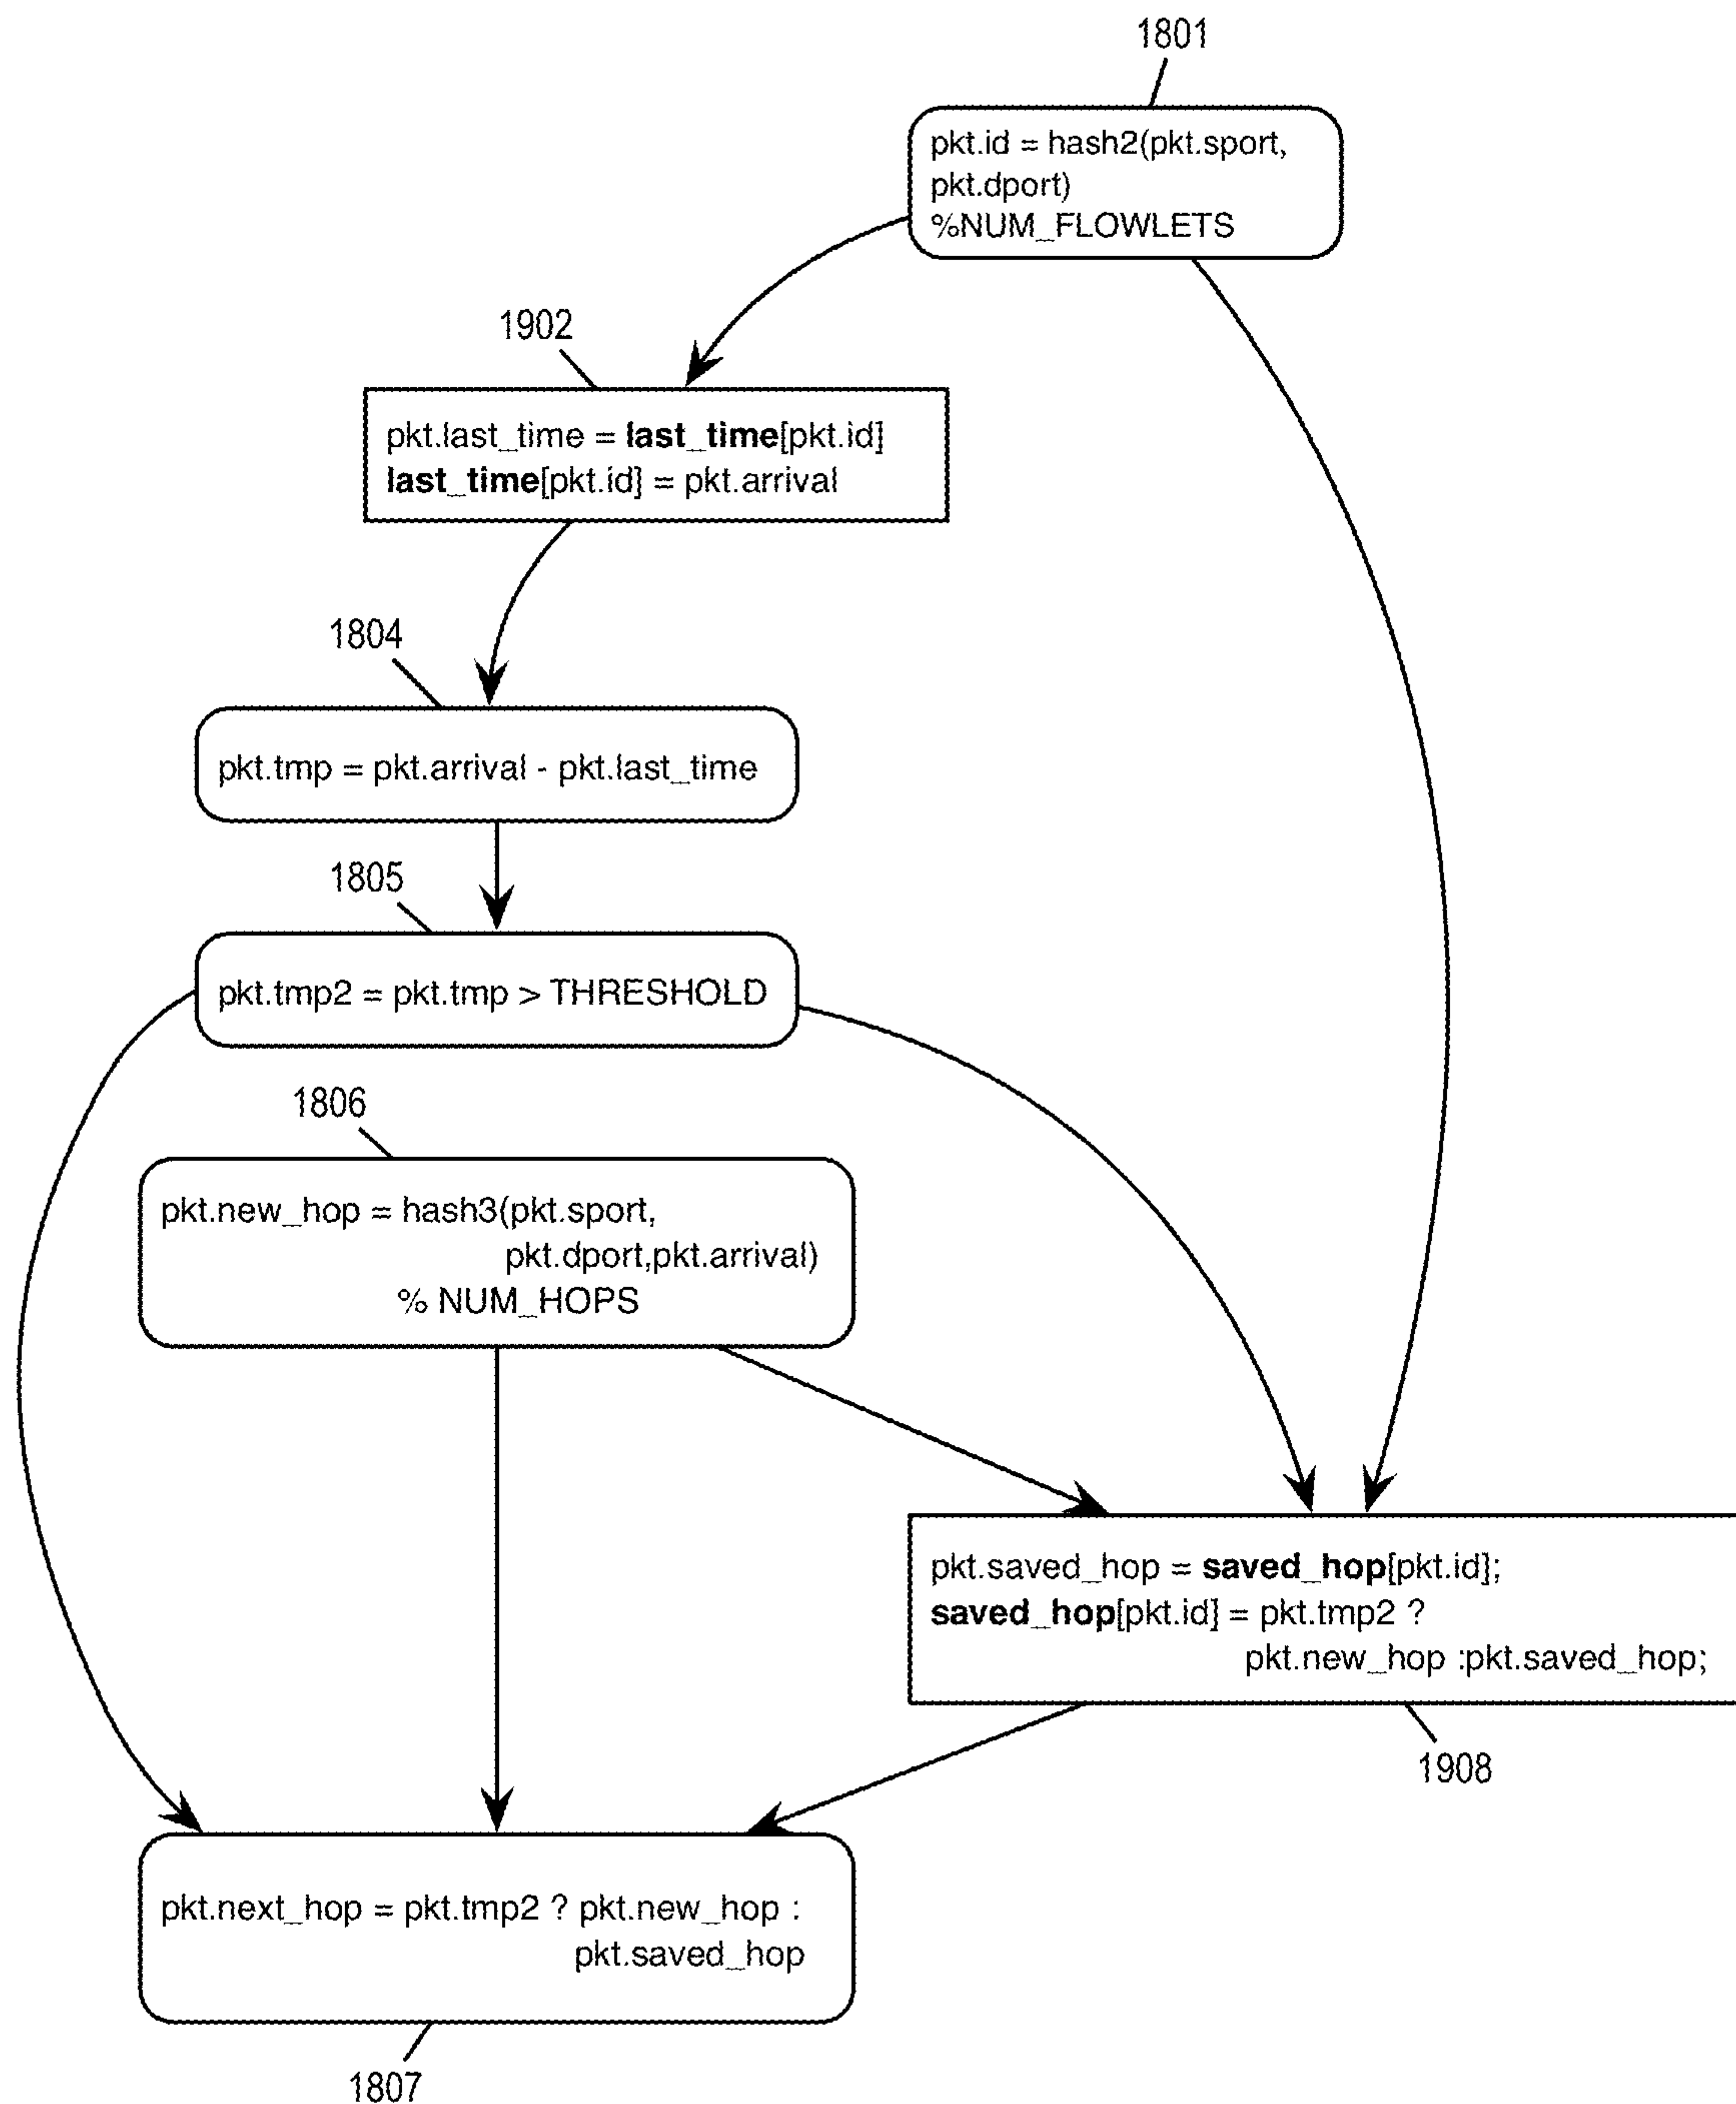 1801
pkt.id = hash2(pkt.sport,
pkt.dport)
%NUM_FLOWLETS
1902
pkt.last_time = last_time[pkt.id]
last_time[pkt.id] = pkt.arrival
1804
pkt.tmp = pkt.arrival - pkt.last_time
1805
pkt.tmp2 = pkt.tmp > THRESHOLD
1806
pkt.new_hop = hash3(pkt.sport,
pkt.dport,pkt.arrival)
% NUM_HOPS
pkt.saved_hop = saved_hop[pkt.id];
saved_hop[pkt.id] = pkt.tmp2 ?
pkt.new_hop :pkt.saved_hop;
1908
pkt.next_hop = pkt.tmp2 ? pkt.new_hop :
pkt.saved_hop
1807